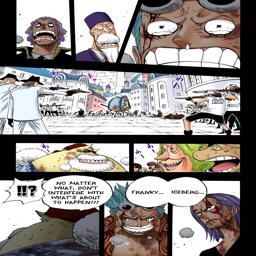 !!?
NO MATTER
WHAT, DON'T
INTERFERE WITH
WHAT'S ABOUT
TO HAPPEN!!!
FRANKY...
ICEBERG...